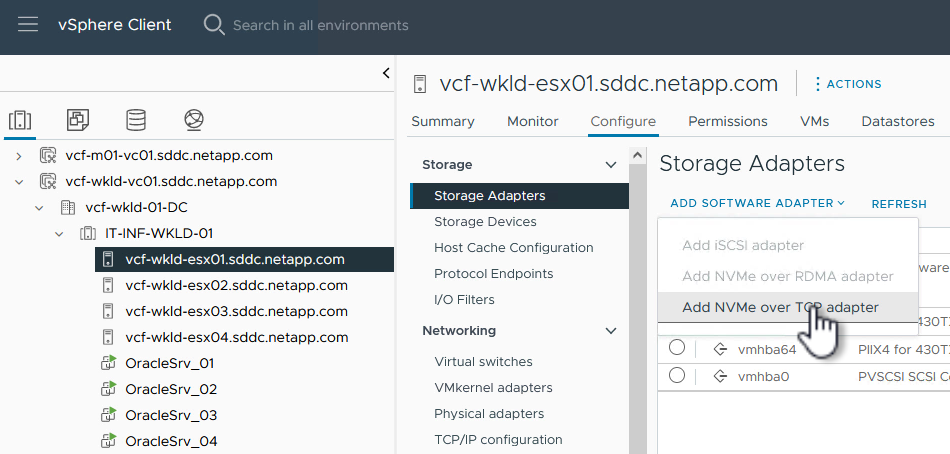 vSphere Client
Search in all environments
vcf-m01-vc01.sddc.netapp.com
vcf-wkld-vc01.sddc.netapp.com
vcf-wkld-01-DC
IT-INF-WKLD-01
vcf-wkld-esx01.sddc.netapp.com
vcf-wkld-esx02.sddc.netapp.com
vcf-wkld-esx03.sddc.netapp.com
vcf-wkld-esx04.sddc.netapp.com
OracleSrv_01
OracleSrv_02
OracleSrv_03
OracleSrv_04
vcf-wkld-esx01.sddc.netapp.com
ACTIONS
Summary Monitor Configure Permissions VMs Datastores
Storage
Storage Adapters
Storage Devices
Host Cache Configuration
Protocol Endpoints
I/O Filters
Networking
Virtual switches
VMkernel adapters
Physical adapters
TCP/IP configuration
Storage Adapters
ADD SOFTWARE ADAPTER REFRESH
Add iSCSI adapter
Add NVMe over RDMA adapter
Add NVMe over TCP adapter
430T
vmhba64 PIIX4 for 430T
vmhba0 PVSCSI SCSI